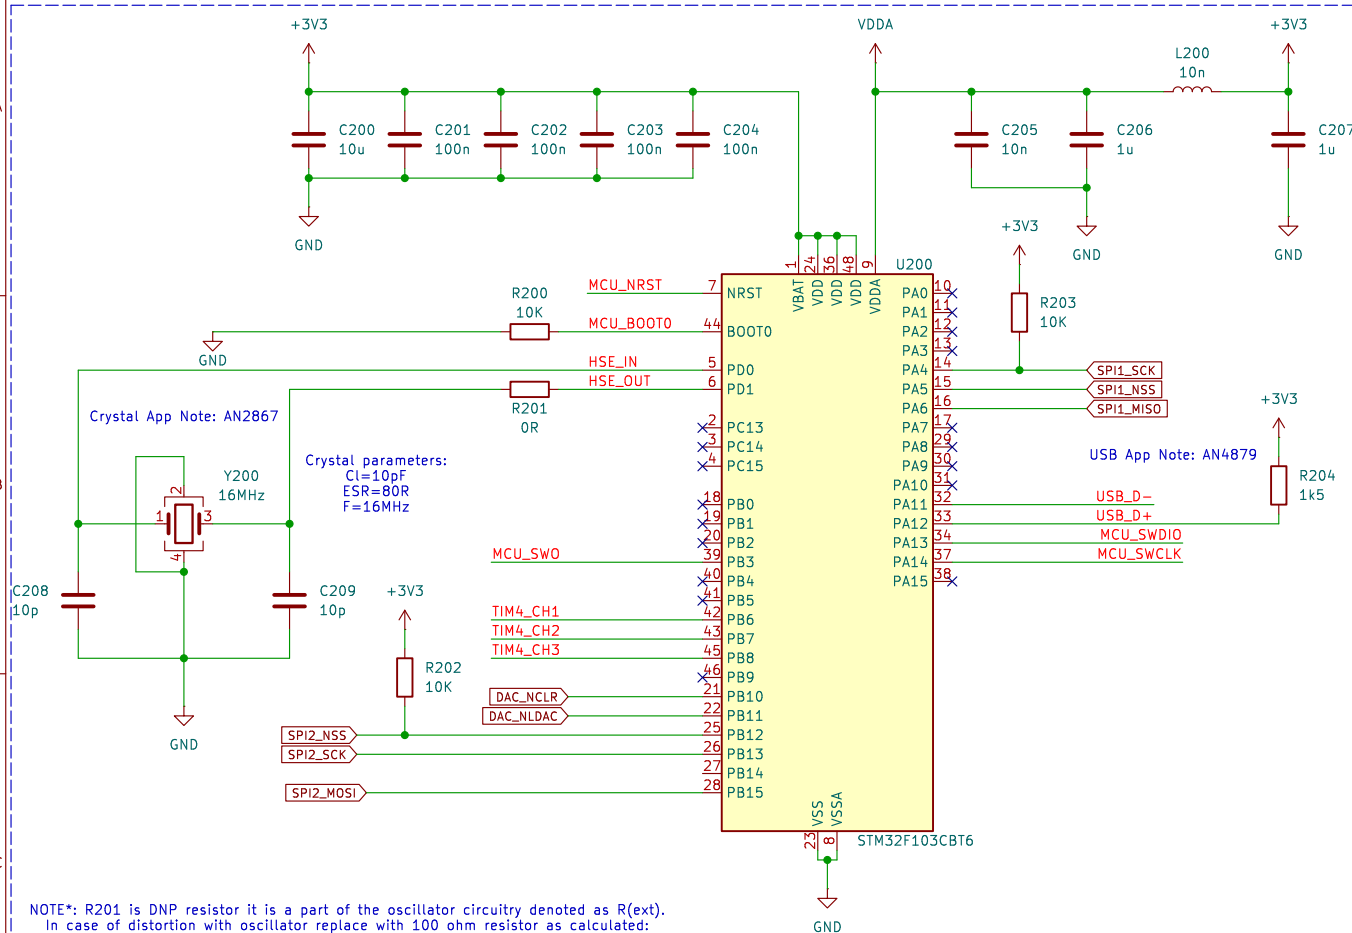 +3V3
VDDA
+3V3
L200
10n
C200
10u
C201
100n
C202
100n
C203
100n
C204
100n
C205
10n
C206
1u
C207
1u
GND
GND
GND
+3V3
R203
10K
U200
1
24
36
48
9
VBAT
VDD
VDD
VDD
VDDA
MCU_NRST
7
NRST
R200
10K
MCU_BOOT0
44
BOOT0
GND
HSE_IN
5
PD0
HSE_OUT
6
PD1
R201
0R
2
PC13
3
PC14
4
PC15
18
PB0
19
PB1
20
PB2
MCU_SWO
39
PB3
40
PB4
41
PB5
TIM4_CH1
42
PB6
TIM4_CH2
43
PB7
TIM4_CH3
45
PB8
46
PB9
DAC_NCLR
21
PB10
DAC_NLDAC
22
PB11
SPI2_NSS
25
PB12
SPI2_SCK
26
PB13
27
PB14
SPI2_MOSI
28
PB15
PA0
10
PA1
11
PA2
12
PA3
13
PA4
14
SPI1_SCK
PA5
15
SPI1_NSS
PA6
16
SPI1_MISO
PA7
17
PA8
29
PA9
30
PA10
31
PA11
32
USB_D-
PA12
33
USB_D+
PA13
34
MCU_SWDIO
PA14
37
MCU_SWCLK
PA15
38
USB App Note: AN4879
+3V3
R204
1k5
Crystal App Note: AN2867
Crystal parameters:
Cl=10pF
ESR=80R
F=16MHz
Y200
16MHz
2
1
3
4
C208
10p
C209
10p
GND
+3V3
R202
10K
VSS
VSSA
23
8
STM32F103CBT6
GND
NOTE*: R201 is DNP resistor it is a part of the oscillator circuitry denoted as R(ext).
In case of distortion with oscillator replace with 100 ohm resistor as calculated: